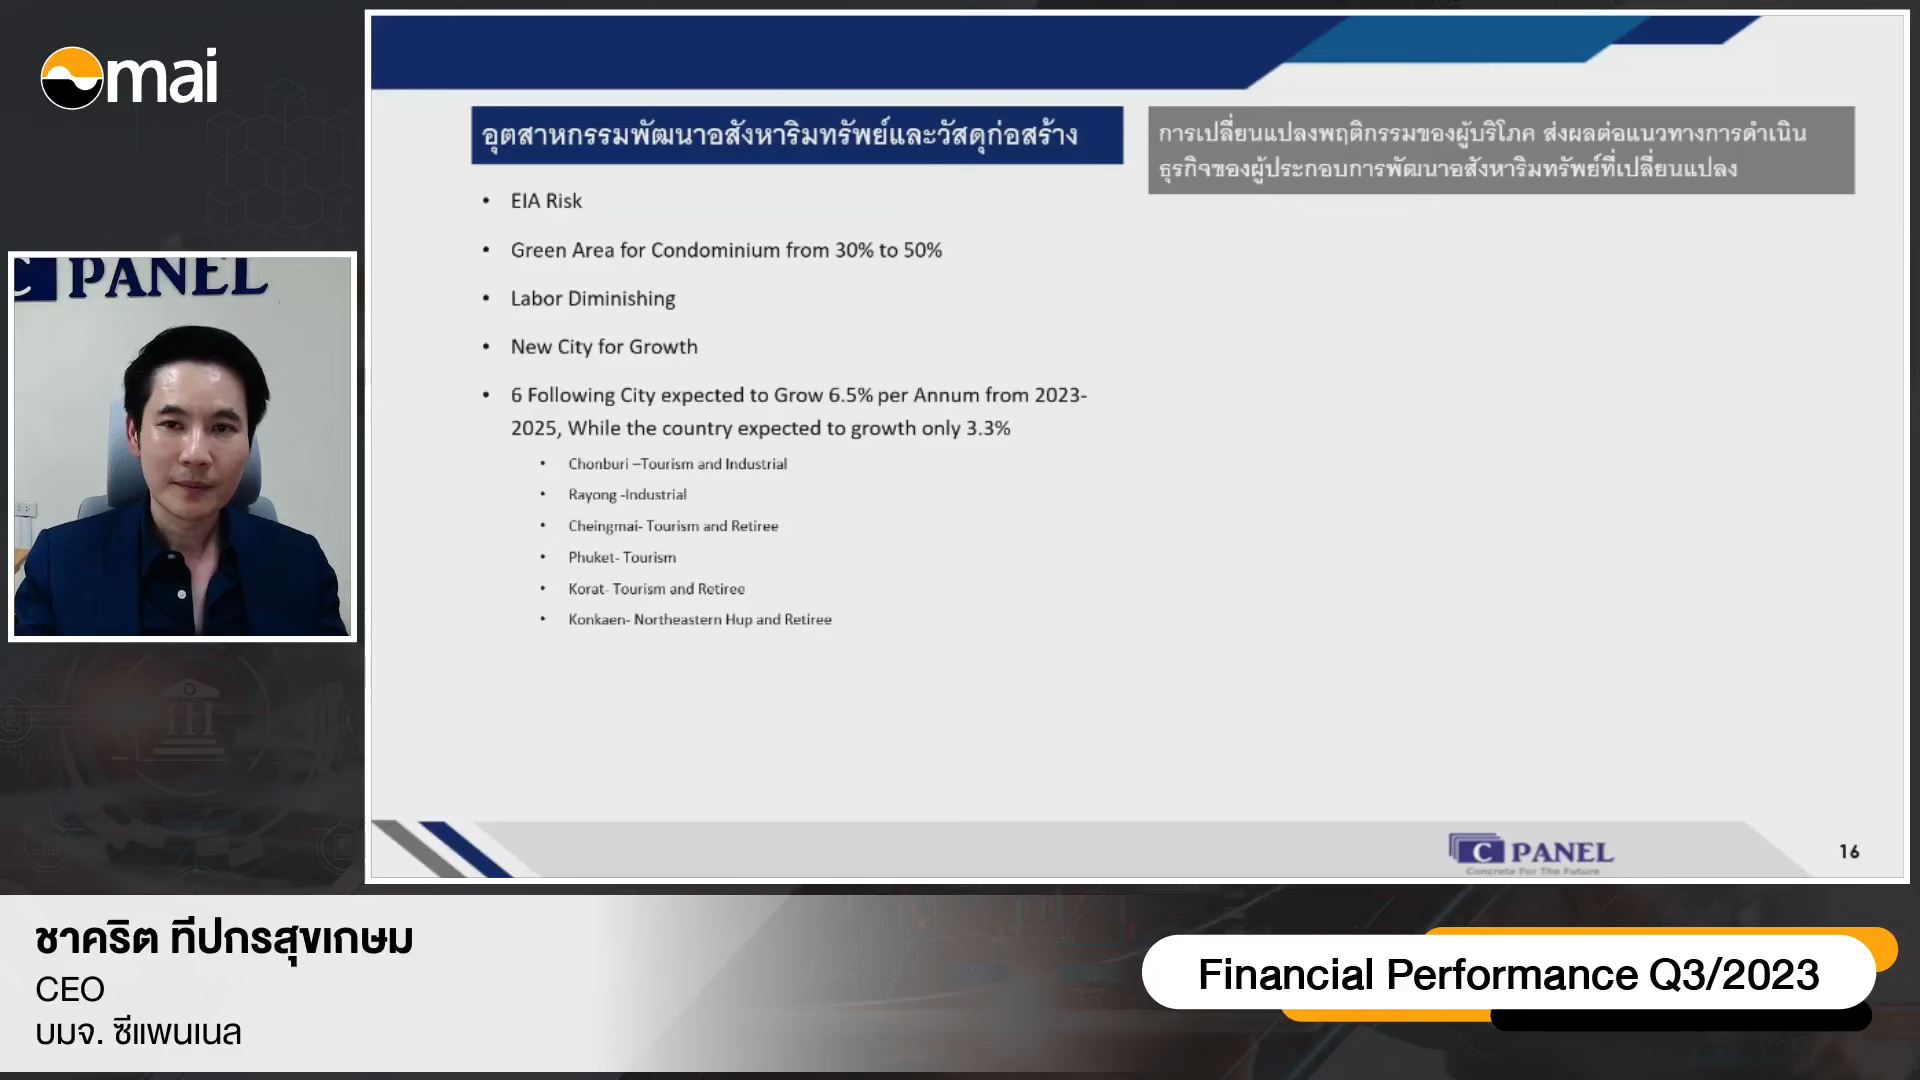 mai
C PANEL
อุตสาหกรรมพัฒนาอสังหาริมทรัพย์และวัสดุก่อสร้าง
• EIA Risk
• Green Area for Condominium from 30% to 50%
• Labor Diminishing
• New City for Growth
• 6 Following City expected to Grow 6.5% per Annum from 2023-
2025, While the country expected to growth only 3.3%
• Chonburi –Tourism and Industrial
• Rayong -Industrial
• Cheingmai- Tourism and Retiree
• Phuket- Tourism
• Korat- Tourism and Retiree
• Konkaen- Northeastern Hup and Retiree
การเปลี่ยนแปลงพฤติกรรมของผู้บริโภค ส่งผลต่อแนวทางการดำเนิน
ธุรกิจของผู้ประกอบการพัฒนาอสังหาริมทรัพย์ที่เปลี่ยนแปลง
C PANEL
Concrete For The Future
16
ชาคริต ทีปกรสุขเกษม
CEO
บมจ. ซีแพนเนล
Financial Performance Q3/2023